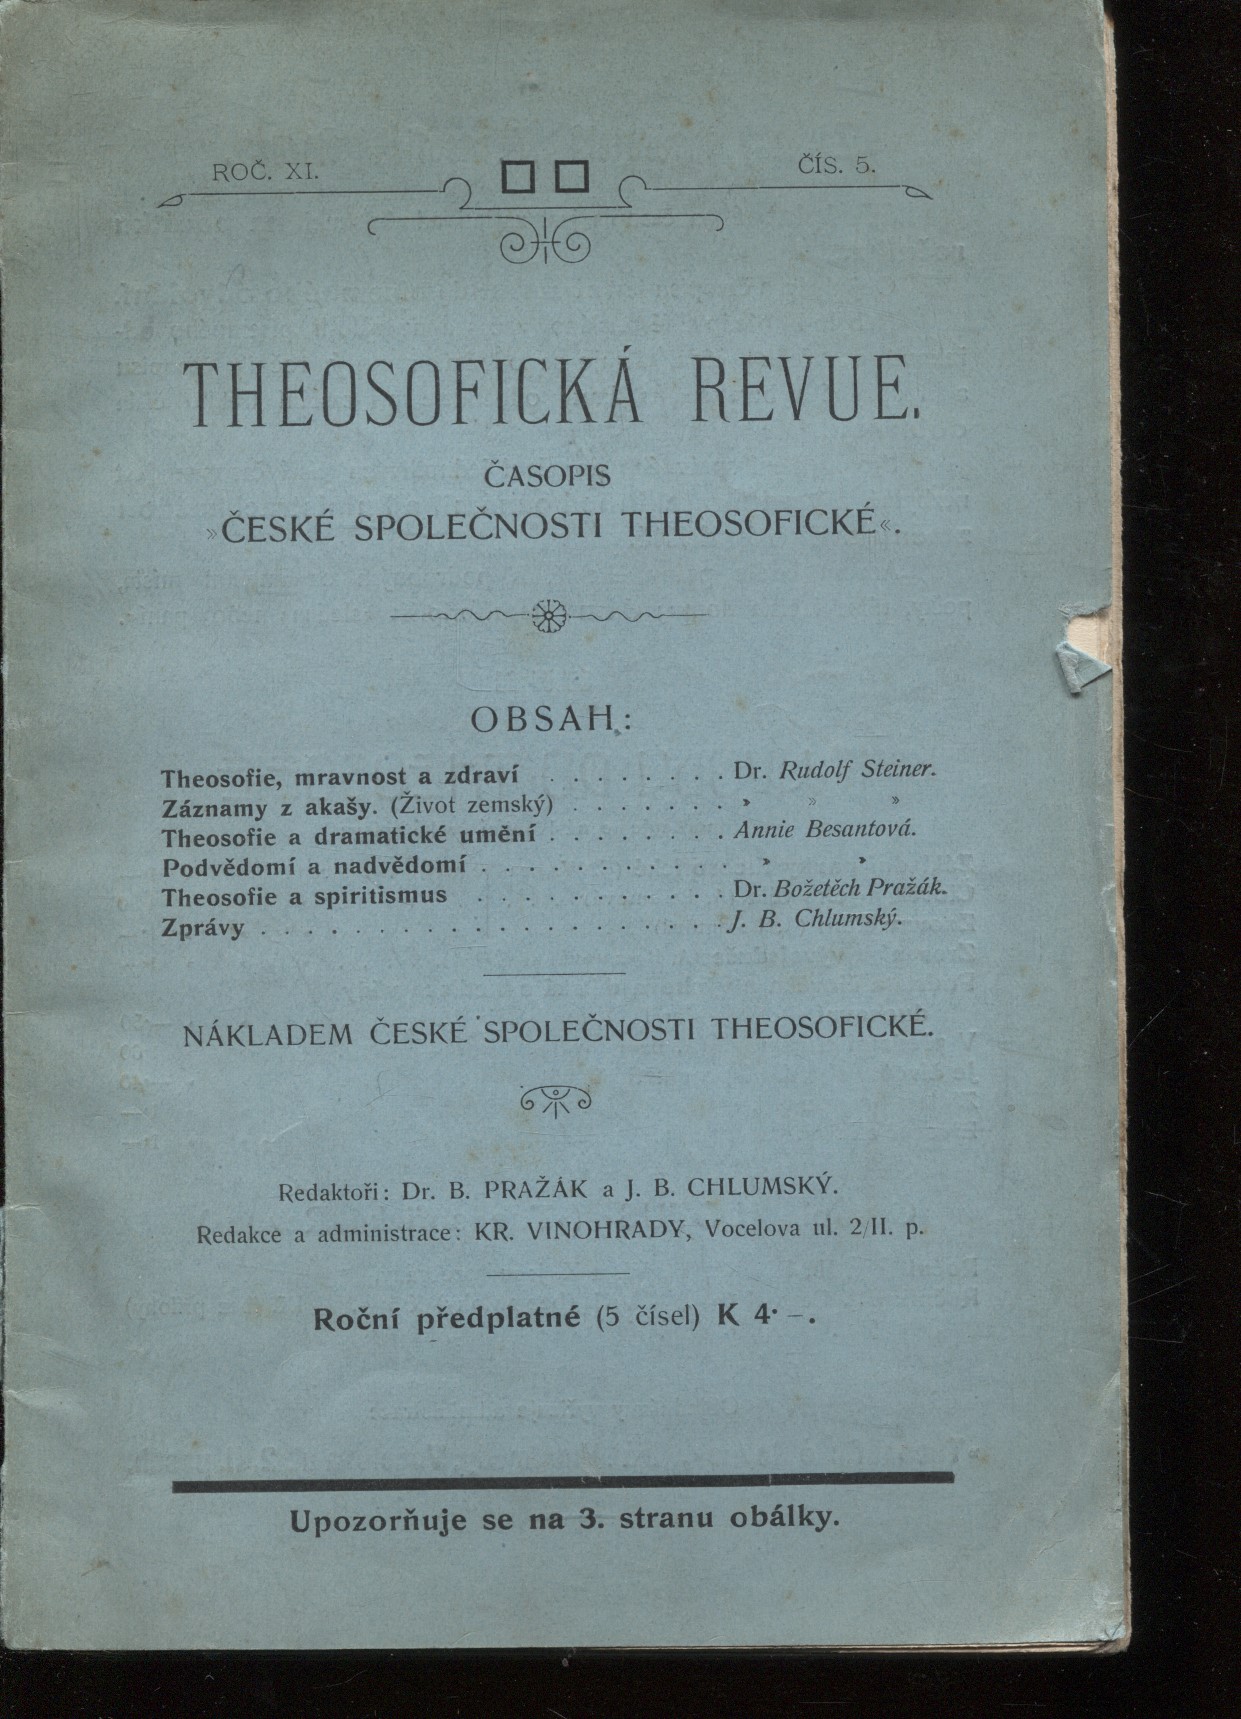 ROČ. XI.
ČÍS. 5.
THEOSOFICKÁ REVUE.
ČASOPIS
»ČESKÉ SPOLEČNOSTI THEOSOFICKÉ«.
OBSAH:
Theosofie, mravnost a zdraví . . . . . . . . Dr. Rudolf Steiner.
Záznamy z akašy. (Život zemský) . . . . . . . » » »
Theosofie a dramatické umění . . . . . . . . Annie Besantová.
Podvědomí a nadvědomí . . . . . . . . . . . » »
Theosofie a spiritismus . . . . . . . . . . . Dr. Božetěch Pražák.
Zprávy . . . . . . . . . . . . . . . . . . . . J. B. Chlumský.
NÁKLADEM ČESKÉ SPOLEČNOSTI THEOSOFICKÉ.
Redaktoři: Dr. B. PRAŽÁK a J. B. CHLUMSKÝ.
Redakce a administrace: KR. VINOHRADY, Vocelova ul. 2/II. p.
Roční předplatné (5 čísel) K 4·–.
Upozorňuje se na 3. stranu obálky.